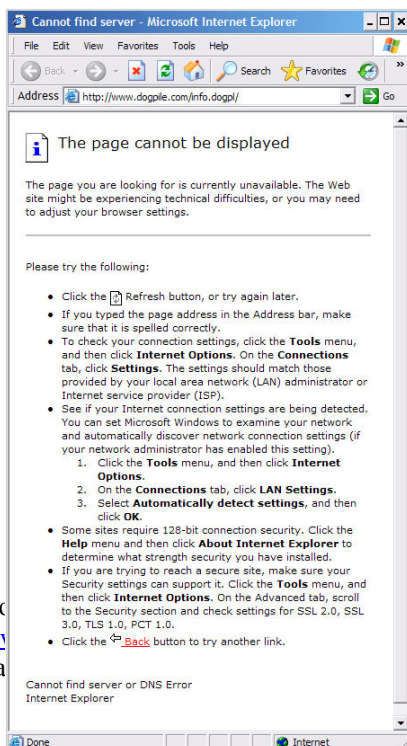 Cannot find server - Microsoft Internet Explorer
File Edit View Favorites Tools Help
Back Search Favorites »
Address http://www.dogpile.com/info.dogpl/ Go
The page cannot be displayed
The page you are looking for is currently unavailable. The Web
site might be experiencing technical difficulties, or you may need
to adjust your browser settings.
Please try the following:
• Click the Refresh button, or try again later.
• If you typed the page address in the Address bar, make
sure that it is spelled correctly.
• To check your connection settings, click the Tools menu,
and then click Internet Options. On the Connections
tab, click Settings. The settings should match those
provided by your local area network (LAN) administrator or
Internet service provider (ISP).
• See if your Internet connection settings are being detected.
You can set Microsoft Windows to examine your network
and automatically discover network connection settings (if
your network administrator has enabled this setting).
1. Click the Tools menu, and then click Internet
Options.
2. On the Connections tab, click LAN Settings.
3. Select Automatically detect settings, and then
click OK.
• Some sites require 128-bit connection security. Click the
Help menu and then click About Internet Explorer to
determine what strength security you have installed.
• If you are trying to reach a secure site, make sure your
Security settings can support it. Click the Tools menu, and
then click Internet Options. On the Advanced tab, scroll
to the Security section and check settings for SSL 2.0, SSL
3.0, TLS 1.0, PCT 1.0.
• Click the Back button to try another link.
Cannot find server or DNS Error
Internet Explorer
Done Internet